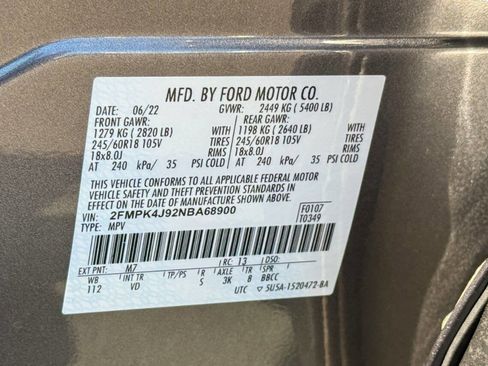 MFD. BY FORD MOTOR CO.
DATE: 06/22 GVWR: 2449 KG (5400 LB)
FRONT GAWR: REAR GAWR:
1279 KG (2820 LB) WITH 1198 KG (2640 LB) WITH
245/60R18 105V TIRES 245/60R18 105V TIRES
18x8.0J RIMS 18x8.0J RIMS
AT 240 kPa/ 35 PSI COLD AT 240 kPa/ 35 PSI COLD
THIS VEHICLE CONFORMS TO ALL APPLICABLE FEDERAL MOTOR
VEHICLE SAFETY AND THEFT PREVENTION STANDARDS IN
EFFECT ON THE DATE OF MANUFACTURE SHOWN ABOVE.
VIN: 2FMPK4J92NBA68900 F0107
TYPE: MPV T0349
EXT PNT: M7 RC: 13 DSO:
WB INT TR TP/PS R AXLE TR SPR
112 VD S 3K 8 BBCC
UTC 5U5A-1520472-BA